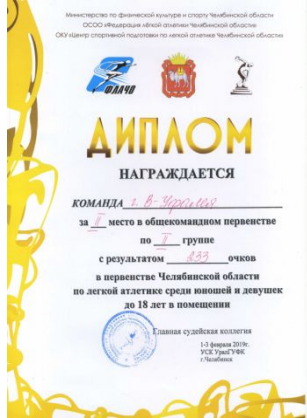 Министерство по физической культуре и спорту Челябинской области
ОСОО «Федерация лёгкой атлетики Челябинской области»
ОКУ «Центр спортивной подготовки по лёгкой атлетике Челябинской области»
ФЛАЧО
ДИПЛОМ
НАГРАЖДАЕТСЯ
КОМАНДА г. В-Уфалея
за II место в общекомандном первенстве
по II группе
с результатом 233 очков
в первенстве Челябинской области
по легкой атлетике среди юношей и девушек
до 18 лет в помещении
Главная судейская коллегия
1-3 февраля 2019г.
УСК УралГУФК
г.Челябинск